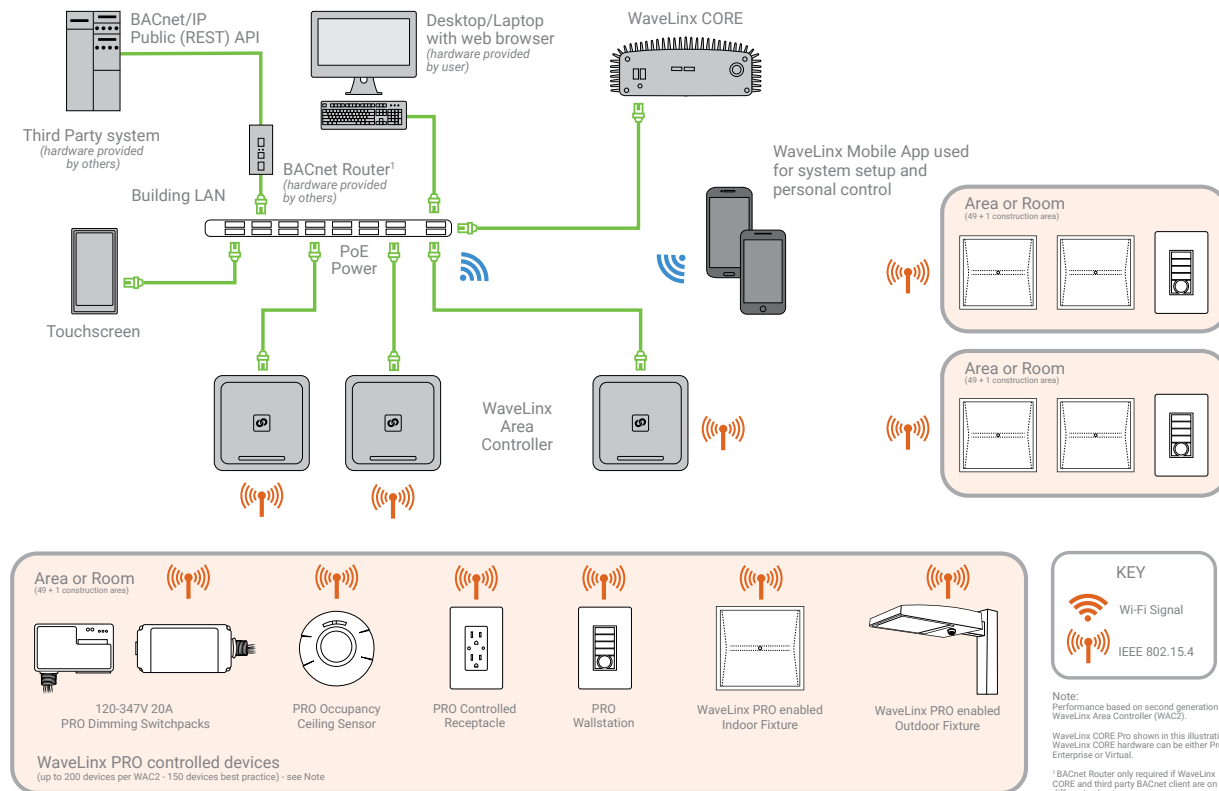 BACnet/IP
Public (REST) API
Desktop/Laptop
with web browser
(hardware provided
by user)
WaveLinx CORE
Third Party system
(hardware provided
by others)
BACnet Router¹
(hardware provided
by others)
Building LAN
WaveLinx Mobile App used
for system setup and
personal control
PoE
Power
Touchscreen
Area or Room
(49 + 1 construction area)
Area or Room
(49 + 1 construction area)
WaveLinx
Area
Controller
Area or Room
(49 + 1 construction area)
120-347V 20A
PRO Dimming Switchpacks
PRO Occupancy
Ceiling Sensor
PRO Controlled
Receptacle
PRO
Wallstation
WaveLinx PRO enabled
Indoor Fixture
WaveLinx PRO enabled
Outdoor Fixture
WaveLinx PRO controlled devices
(up to 200 devices per WAC2 - 150 devices best practice) - see Note
KEY
Wi-Fi Signal
IEEE 802.15.4
Note:
Performance based on second generation
WaveLinx Area Controller (WAC2).
WaveLinx CORE Pro shown in this
WaveLinx CORE hardware can be either
Enterprise or Virtual.
¹ BACnet Router only required if WaveLinx
CORE and third party BACnet client are on